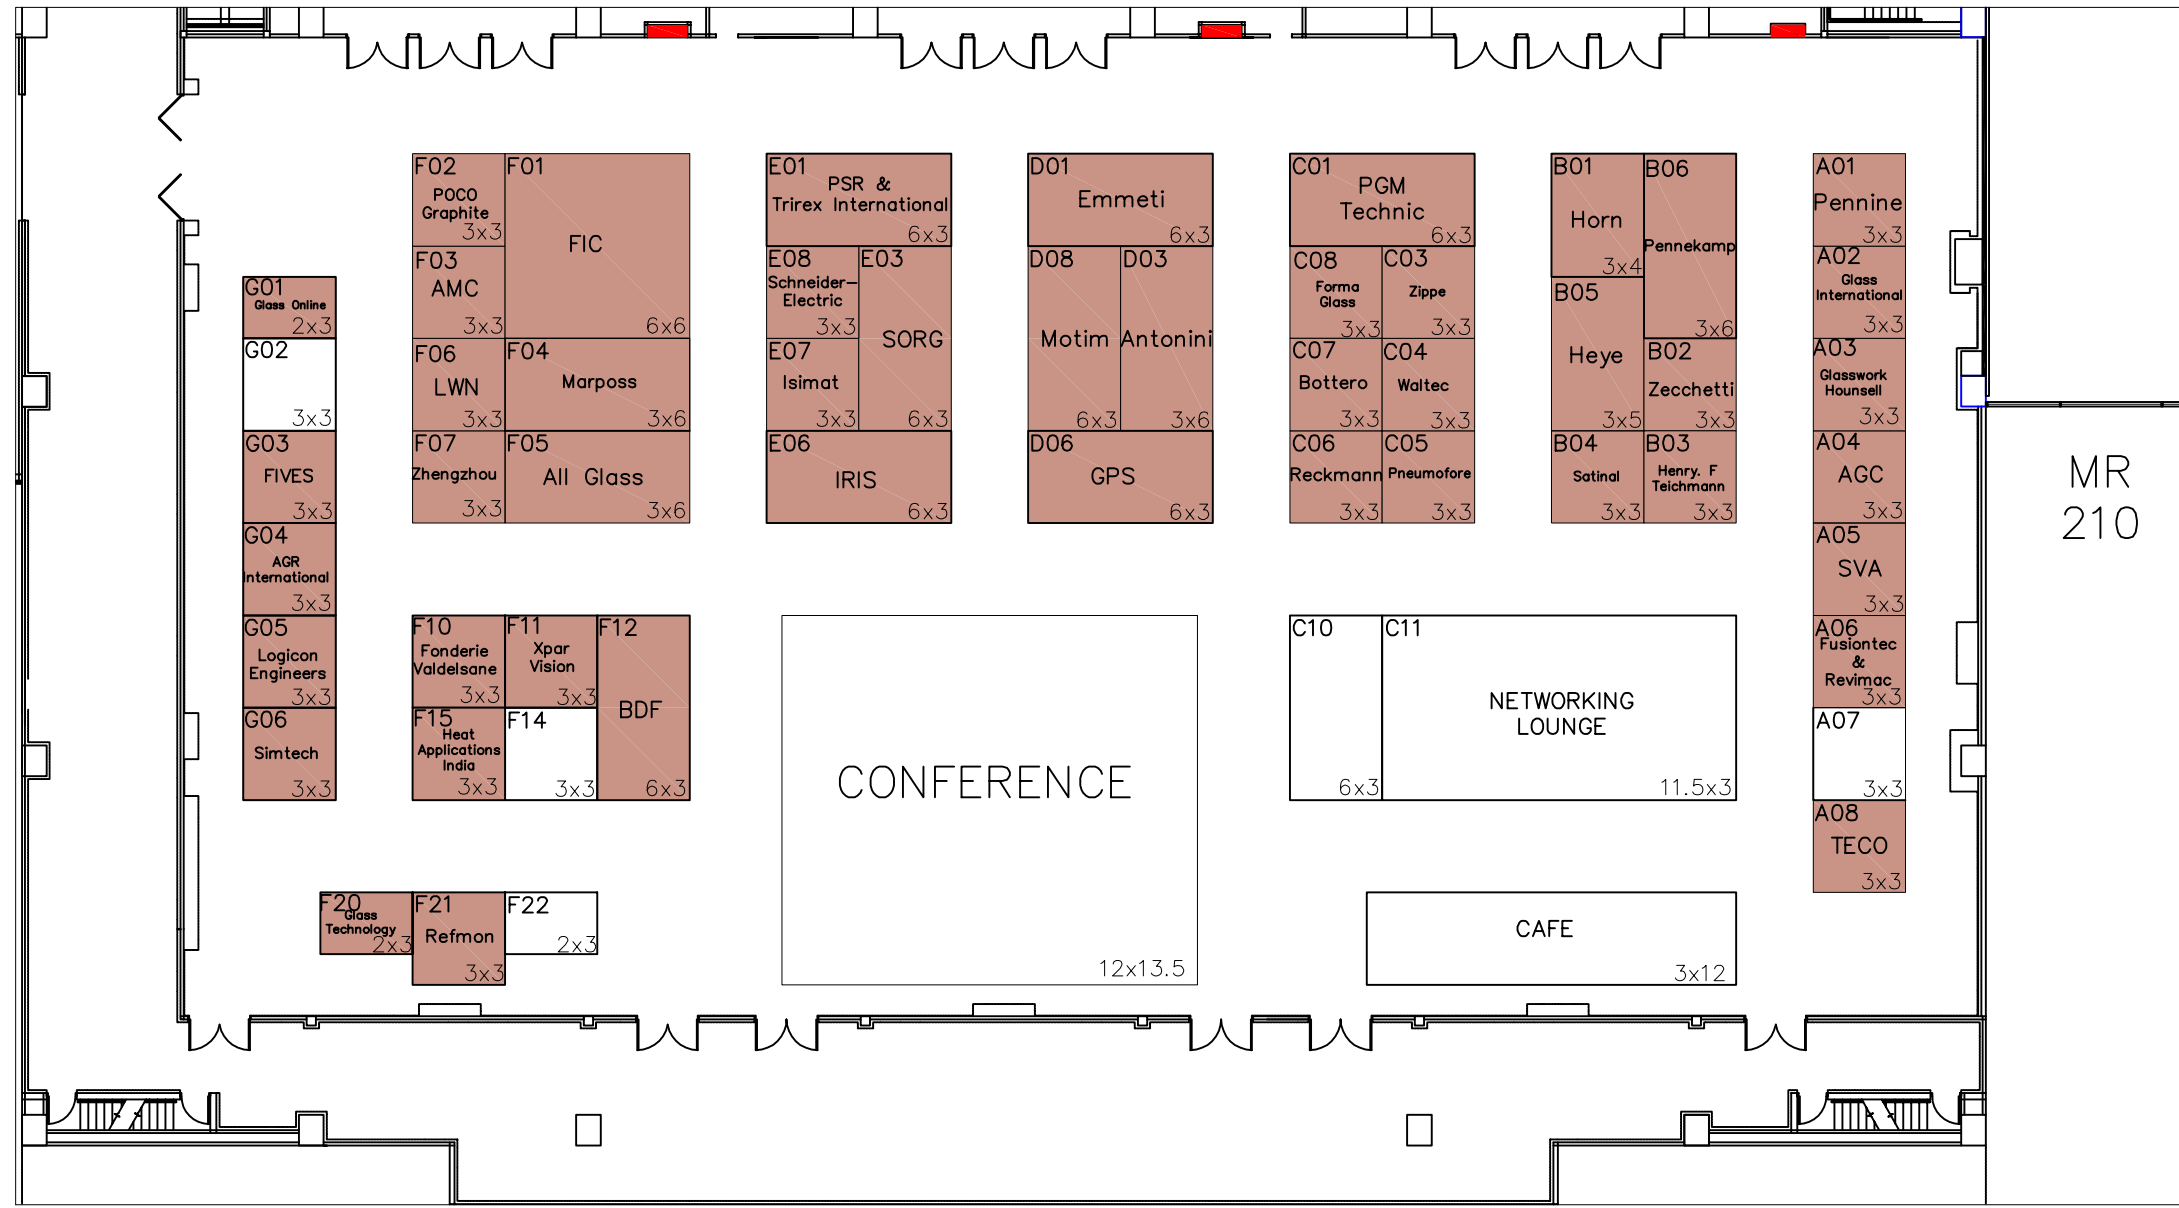 F02
POCO
Graphite
3x3
F01
FIC
6x6
F03
AMC
3x3
F06
LWN
3x3
F04
Marposs
3x6
F07
Zhengzhou
3x3
F05
All Glass
3x6
G01
Glass Online
2x3
G02
3x3
G03
FIVES
3x3
G04
AGR
International
3x3
G05
Logicon
Engineers
3x3
G06
Simtech
3x3
E01
PSR &
Trirex International
6x3
E08
Schneider-
Electric
3x3
E03
SORG
6x3
E07
Isimat
3x3
E06
IRIS
6x3
D01
Emmeti
6x3
D08
Motim
6x3
D03
Antonini
3x6
D06
GPS
6x3
C01
PGM
Technic
6x3
C08
Forma
Glass
3x3
C03
Zippe
3x3
C07
Bottero
3x3
C04
Waltec
3x3
C06
Reckmann
3x3
C05
Pneumofore
3x3
B01
Horn
3x4
B06
Pennekamp
3x6
B05
Heye
3x5
B02
Zecchetti
3x3
B04
Satinal
3x3
B03
Henry. F
Teichmann
3x3
A01
Pennine
3x3
A02
Glass
International
3x3
A03
Glasswork
Hounsell
3x3
A04
AGC
3x3
A05
SVA
3x3
A06
Fusiontec
&
Revimac
3x3
A07
3x3
A08
TECO
3x3
MR
210
F10
Fonderie
Valdelsane
3x3
F11
Xpar
Vision
3x3
F12
BDF
6x3
F15
Heat
Applications
India
3x3
F14
3x3
CONFERENCE
12x13.5
C10
6x3
C11
NETWORKING
LOUNGE
11.5x3
F20
Glass
Technology
2x3
F21
Refmon
3x3
F22
2x3
CAFE
3x12